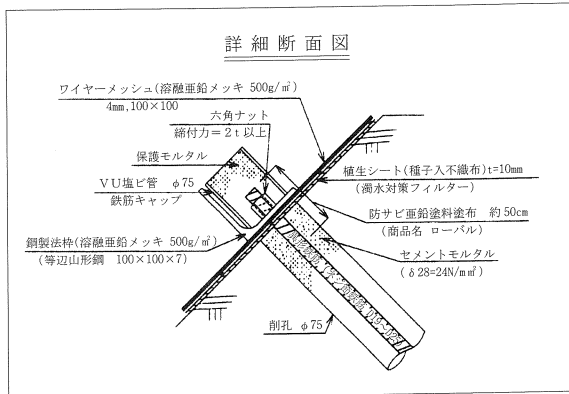 詳細断面図
ワイヤーメッシュ(溶融亜鉛メッキ 500g/㎡)
4mm,100×100
六角ナット
締付力＝2t以上
保護モルタル
VU塩ビ管 φ75
鉄筋キャップ
鋼製法枠(溶融亜鉛メッキ 500g/㎡)
(等辺山形鋼 100×100×7)
植生シート(種子入不織布)t=10mm
(濁水対策フィルター)
防サビ亜鉛塗料塗布 約50cm
(商品名 ローバル)
セメントモルタル
(δ28=24N/m㎡)
削孔 φ75